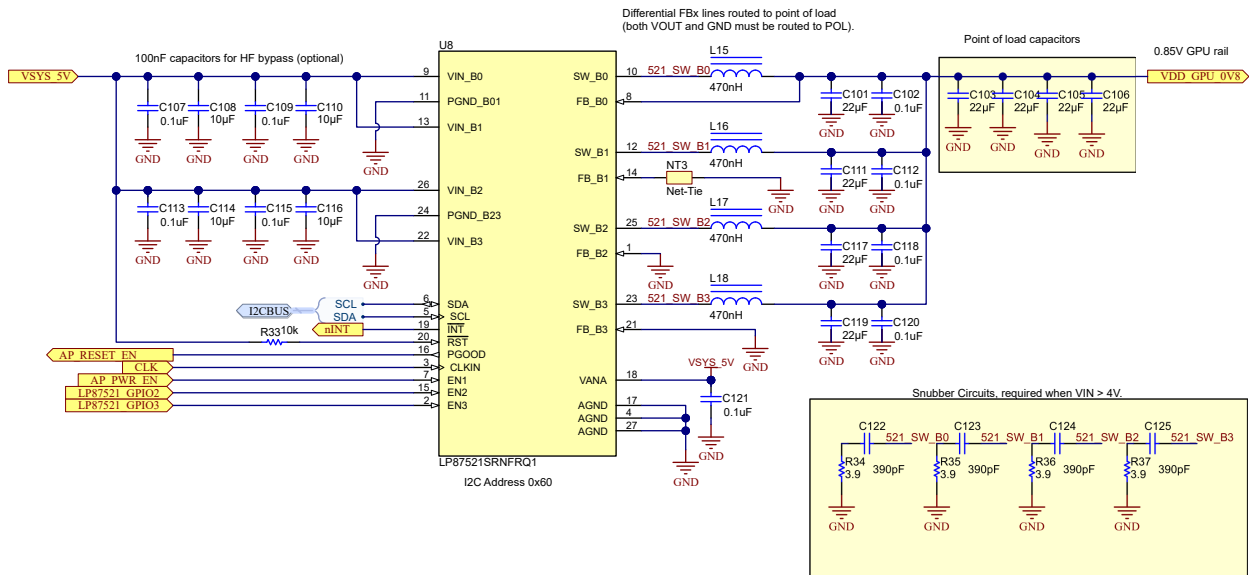 Differential FBx lines routed to point of load
(both VOUT and GND must be routed to POL).
U8
L15
Point of load capacitors
0.85V GPU rail
100nF capacitors for HF bypass (optional)
VSYS_5V
9 VIN_B0
SW_B0 10 521_SW_B0
470nH
VDD_GPU_0V8
C107 0.1uF
C108 10µF
C109 0.1uF
C110 10µF
GND GND GND GND
11 PGND_B01
GND
13 VIN_B1
FB_B0 8
C101 22µF
C102 0.1uF
GND GND
C103 22µF
C104 22µF
C105 22µF
C106 22µF
GND GND GND GND
L16
SW_B1 12 521_SW_B1
470nH
FB_B1 14
NT3
Net-Tie
GND
C111 22µF
C112 0.1uF
GND GND
26 VIN_B2
C113 0.1uF
C114 10µF
C115 0.1uF
C116 10µF
GND GND GND GND
24 PGND_B23
GND
22 VIN_B3
L17
SW_B2 25 521_SW_B2
470nH
FB_B2 1
GND
C117 22µF
C118 0.1uF
GND GND
L18
SW_B3 23 521_SW_B3
470nH
FB_B3 21
GND
C119 22µF
C120 0.1uF
GND GND
I2CBUS
SCL
SDA
6 SDA
5 SCL
nINT
19 INT
R33 10k
20 RST
AP_RESET_EN
16 PGOOD
CLK
3 CLKIN
AP_PWR_EN
7 EN1
LP87521_GPIO2
15 EN2
LP87521_GPIO3
2 EN3
VSYS_5V
VANA 18
C121
0.1uF
GND
AGND 17
AGND 4
AGND 27
GND
LP87521SRNFRQ1
I2C Address 0x60
Snubber Circuits, required when VIN > 4V.
C122 521_SW_B0
C123 521_SW_B1
C124 521_SW_B2
C125 521_SW_B3
R34 3.9 390pF
R35 3.9 390pF
R36 3.9 390pF
R37 3.9 390pF
GND GND GND GND